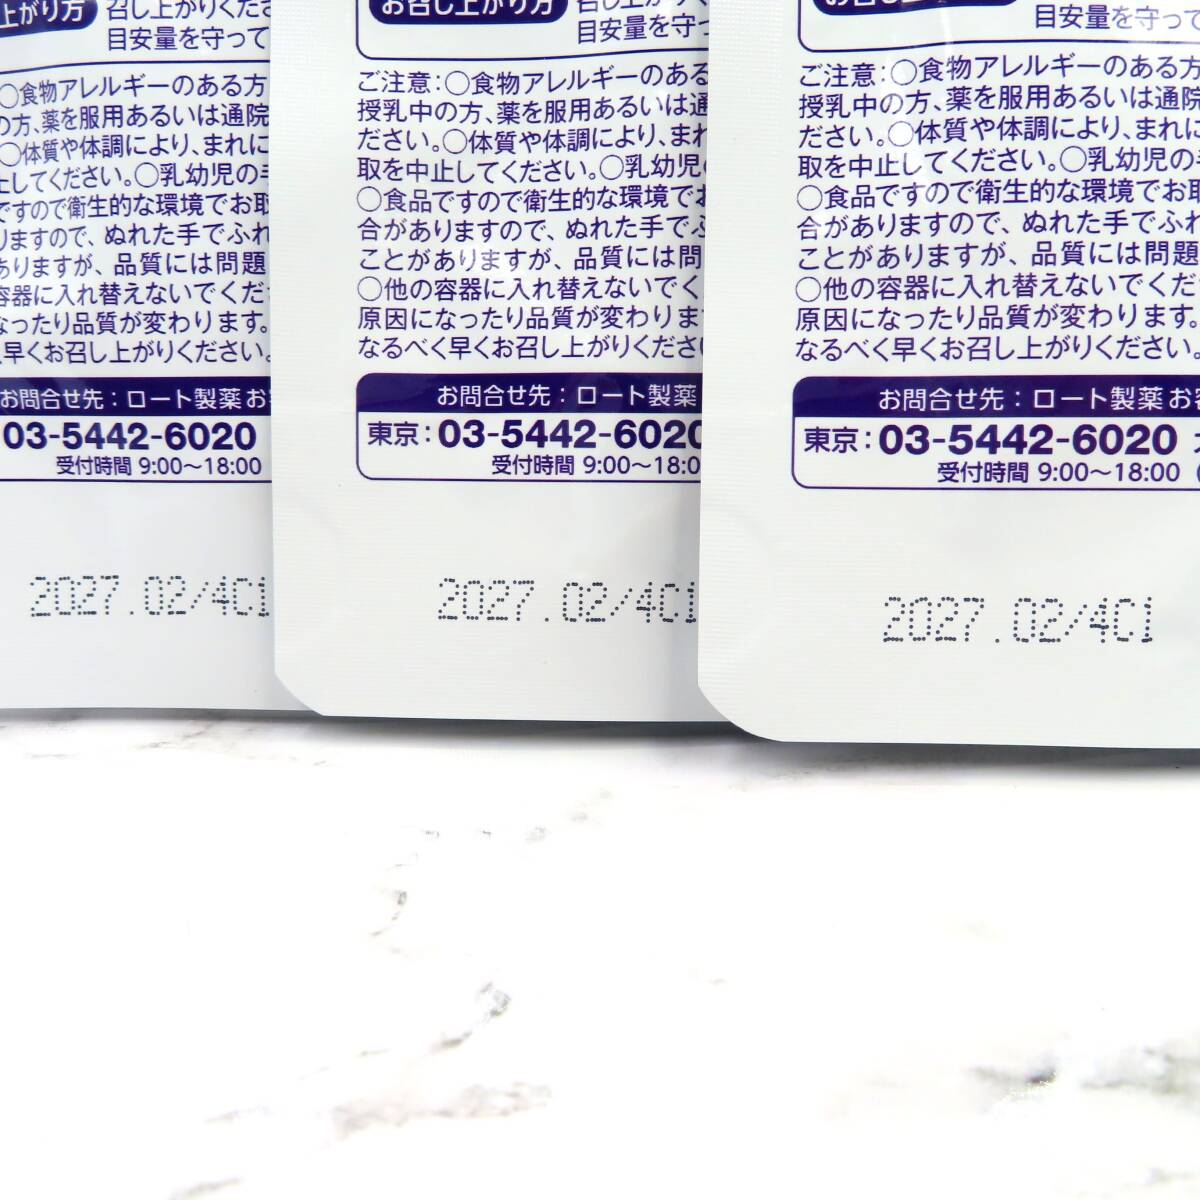 上がり方
召し上がりくださ
目安量を守って
○食物アレルギーのある方
の方、薬を服用あるいは通院
○体質や体調により、まれに
止してください。○乳幼児の手
ですので衛生的な環境でお取
りますので、ぬれた手でふれ
ありますが、品質には問題
容器に入れ替えないでくだ
なったり品質が変わります。
く早くお召し上がりください。
お問合せ先：ロート製薬お
03-5442-6020
受付時間 9:00～18:00
2027.02/4C1
お召し上がり方
召し上がりく
目安量を守っ
ご注意：○食物アレルギーのある
授乳中の方、薬を服用あるいは通
ださい。○体質や体調により、まれ
取を中止してください。○乳幼児
○食品ですので衛生的な環境でお
合がありますので、ぬれた手でふ
ことがありますが、品質には問
○他の容器に入れ替えないでく
原因になったり品質が変わりま
なるべく早くお召し上がりくださ
お問合せ先：ロート製薬
東京：03-5442-6020
受付時間 9:00～18:0
2027.02/4C1
お召し上がり方
召し上がりくださ
目安量を守って
ご注意：○食物アレルギーのある方
授乳中の方、薬を服用あるいは通院
ださい。○体質や体調により、まれに
取を中止してください。○乳幼児の手
○食品ですので衛生的な環境でお取
合がありますので、ぬれた手でふれ
ことがありますが、品質には問題
○他の容器に入れ替えないでくだ
原因になったり品質が変わります。
なるべく早くお召し上がりください。
お問合せ先：ロート製薬お客
東京：03-5442-6020
受付時間 9:00～18:00（
2027.02/4C1